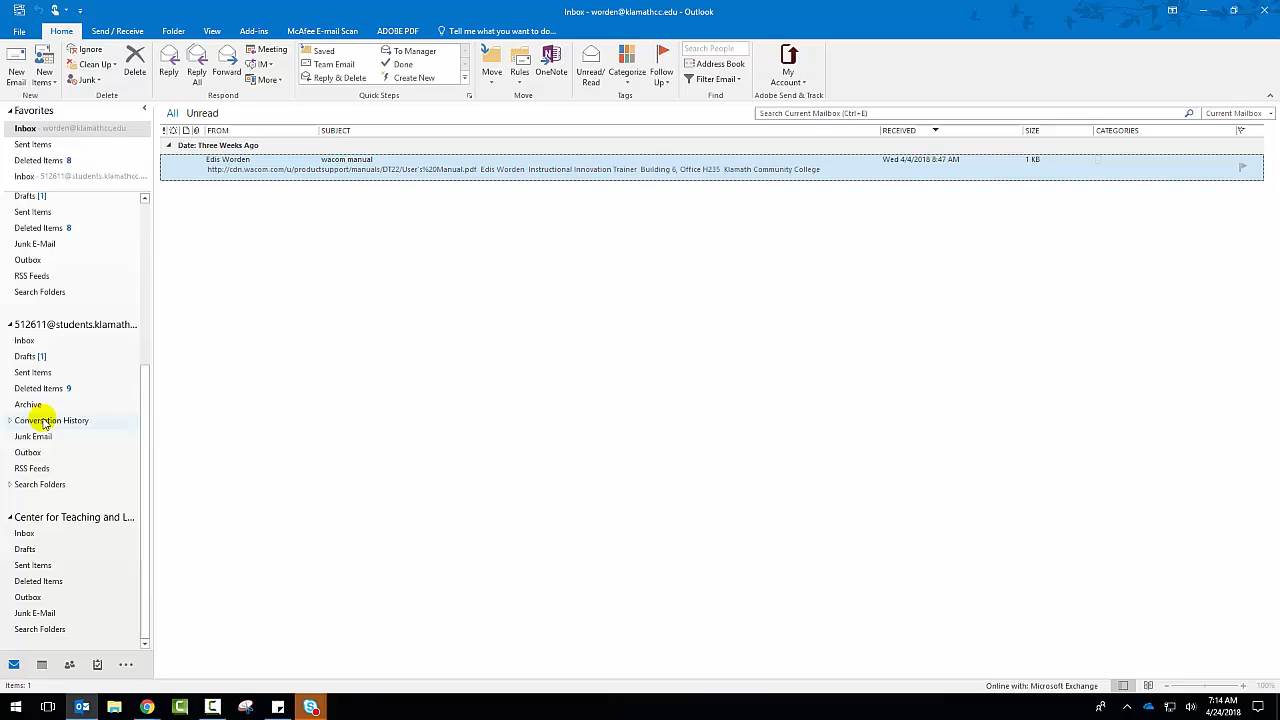 Inbox - worden@klamathcc.edu - Outlook
File Home Send / Receive Folder View Add-ins McAfee E-mail Scan ADOBE PDF Tell me what you want to do...
New Email
New Items
New
Ignore
Clean Up
Junk
Delete
Delete
Reply
Reply All
Forward
Meeting
IM
More
Respond
Saved
Team Email
Reply & Delete
To Manager
Done
Create New
Quick Steps
Move
Rules
OneNote
Move
Unread/ Read
Categorize
Follow Up
Tags
Search People
Address Book
Filter Email
Find
My Account
Adobe Send & Track
Favorites
Inbox - worden@klamathcc.edu
Sent Items
Deleted Items 8
Inbox - 512611@students.klamathcc....
Drafts [1]
Sent Items
Deleted Items 8
Junk E-Mail
Outbox
RSS Feeds
Search Folders
512611@students.klamath...
Inbox
Drafts [1]
Sent Items
Deleted Items 9
Archive
Conversation History
Junk Email
Outbox
RSS Feeds
Search Folders
Center for Teaching and L...
Inbox
Drafts
Sent Items
Deleted Items
Outbox
Junk E-Mail
Search Folders
All Unread
Search Current Mailbox (Ctrl+E) Current Mailbox
FROM SUBJECT RECEIVED SIZE CATEGORIES
Date: Three Weeks Ago
Edis Worden wacom manual Wed 4/4/2018 8:47 AM 1 KB
http://cdn.wacom.com/u/productsupport/manuals/DT22/User's%20Manual.pdf Edis Worden Instructional Innovation Trainer Building 6, Office H235 Klamath Community College
Items: 1 Online with: Microsoft Exchange 100%
7:14 AM
4/24/2018